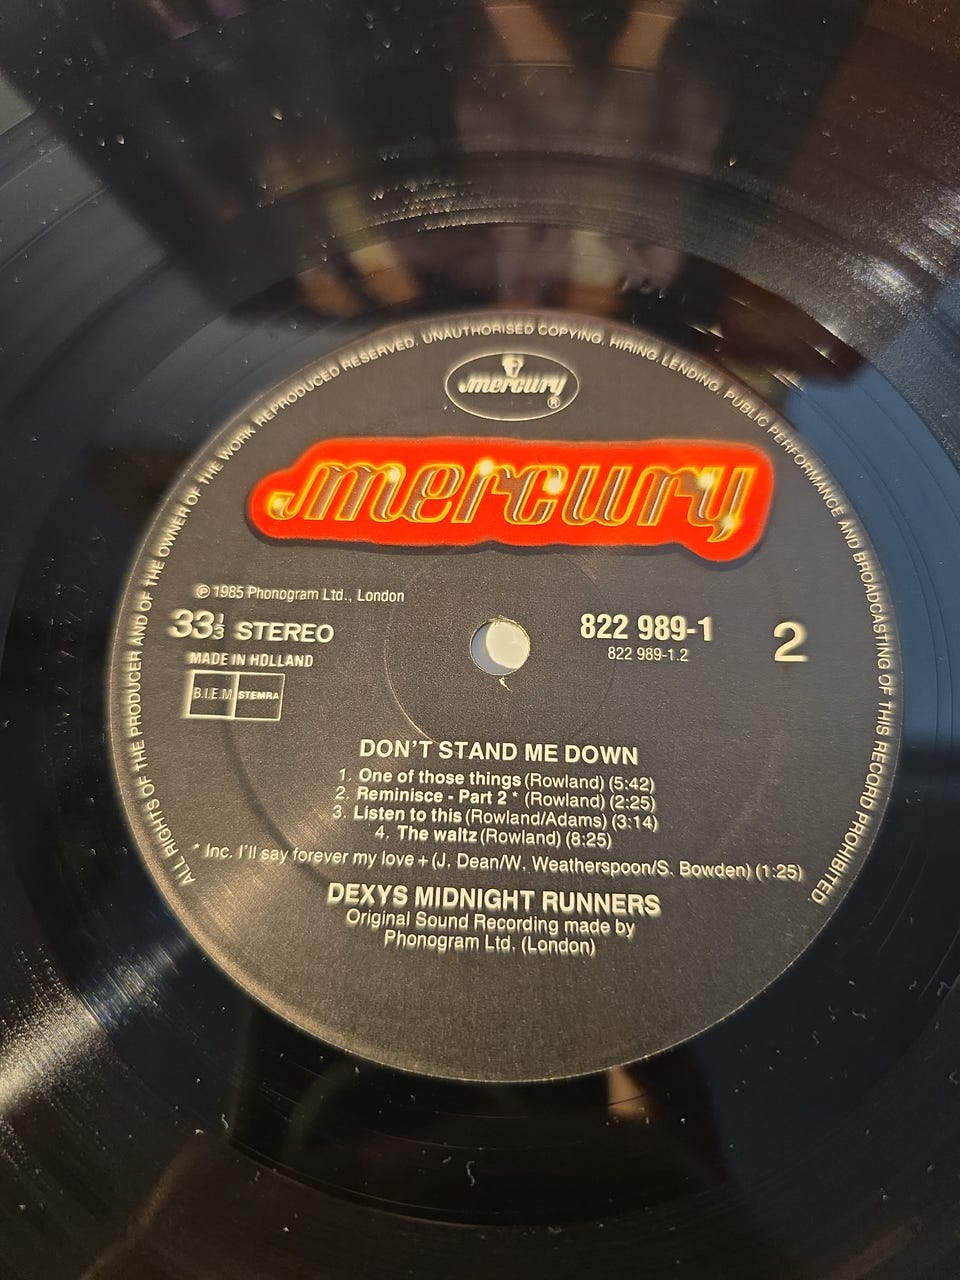 ALL RIGHTS OF THE PRODUCER AND OF THE OWNER OF THE WORK REPRODUCED RESERVED. UNAUTHORISED COPYING, HIRING, LENDING, PUBLIC PERFORMANCE AND BROADCASTING OF THIS RECORD PROHIBITED.
mercury ®
mercury
℗ 1985 Phonogram Ltd., London
33⅓ STEREO
822 989-1
2
822 989-1.2
MADE IN HOLLAND
B.I.E.M STEMRA
DON'T STAND ME DOWN
1. One of those things (Rowland) (5:42)
2. Reminisce - Part 2 * (Rowland) (2:25)
3. Listen to this (Rowland/Adams) (3:14)
4. The waltz (Rowland) (8:25)
* Inc. I'll say forever my love + (J. Dean/W. Weatherspoon/S. Bowden) (1:25)
DEXYS MIDNIGHT RUNNERS
Original Sound Recording made by
Phonogram Ltd. (London)